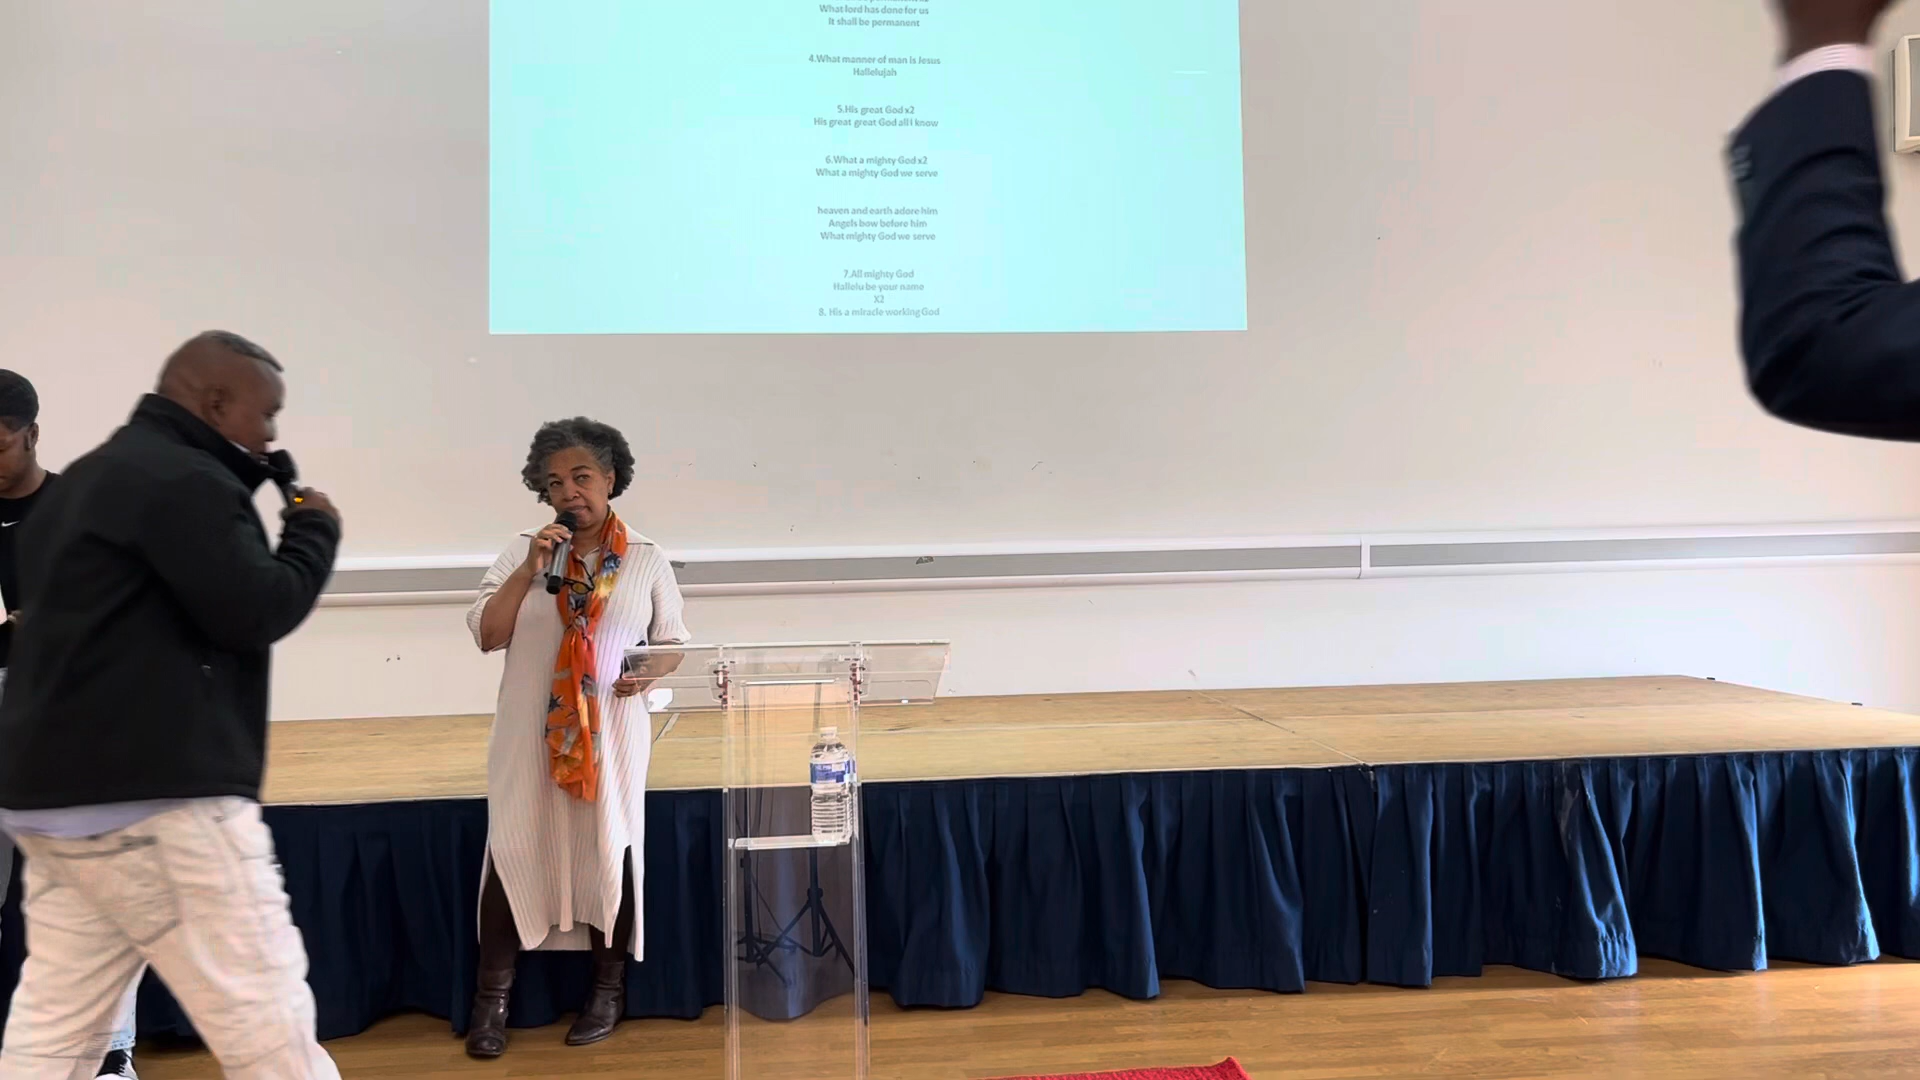 What lord has done for us
It shall be permanent
4.What manner of man is Jesus
Hallelujah
5.His great God x2
His great great God all I know
6.What a mighty God x2
What a mighty God we serve
heaven and earth adore him
Angels bow before him
What mighty God we serve
7.All mighty God
Hallelu be your name
X2
8. His a miracle working God